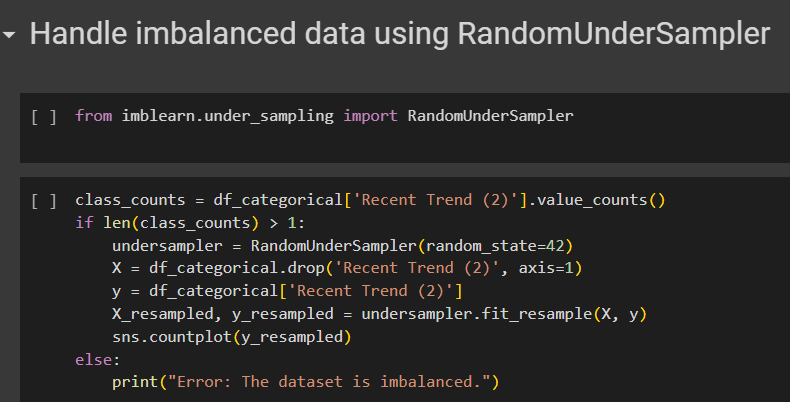 Handle imbalanced data using RandomUnderSampler
[ ] from imblearn.under_sampling import RandomUnderSampler
[ ] class_counts = df_categorical['Recent Trend (2)'].value_counts()
if len(class_counts) > 1:
    undersampler = RandomUnderSampler(random_state=42)
    X = df_categorical.drop('Recent Trend (2)', axis=1)
    y = df_categorical['Recent Trend (2)']
    X_resampled, y_resampled = undersampler.fit_resample(X, y)
    sns.countplot(y_resampled)
else:
    print("Error: The dataset is imbalanced.")